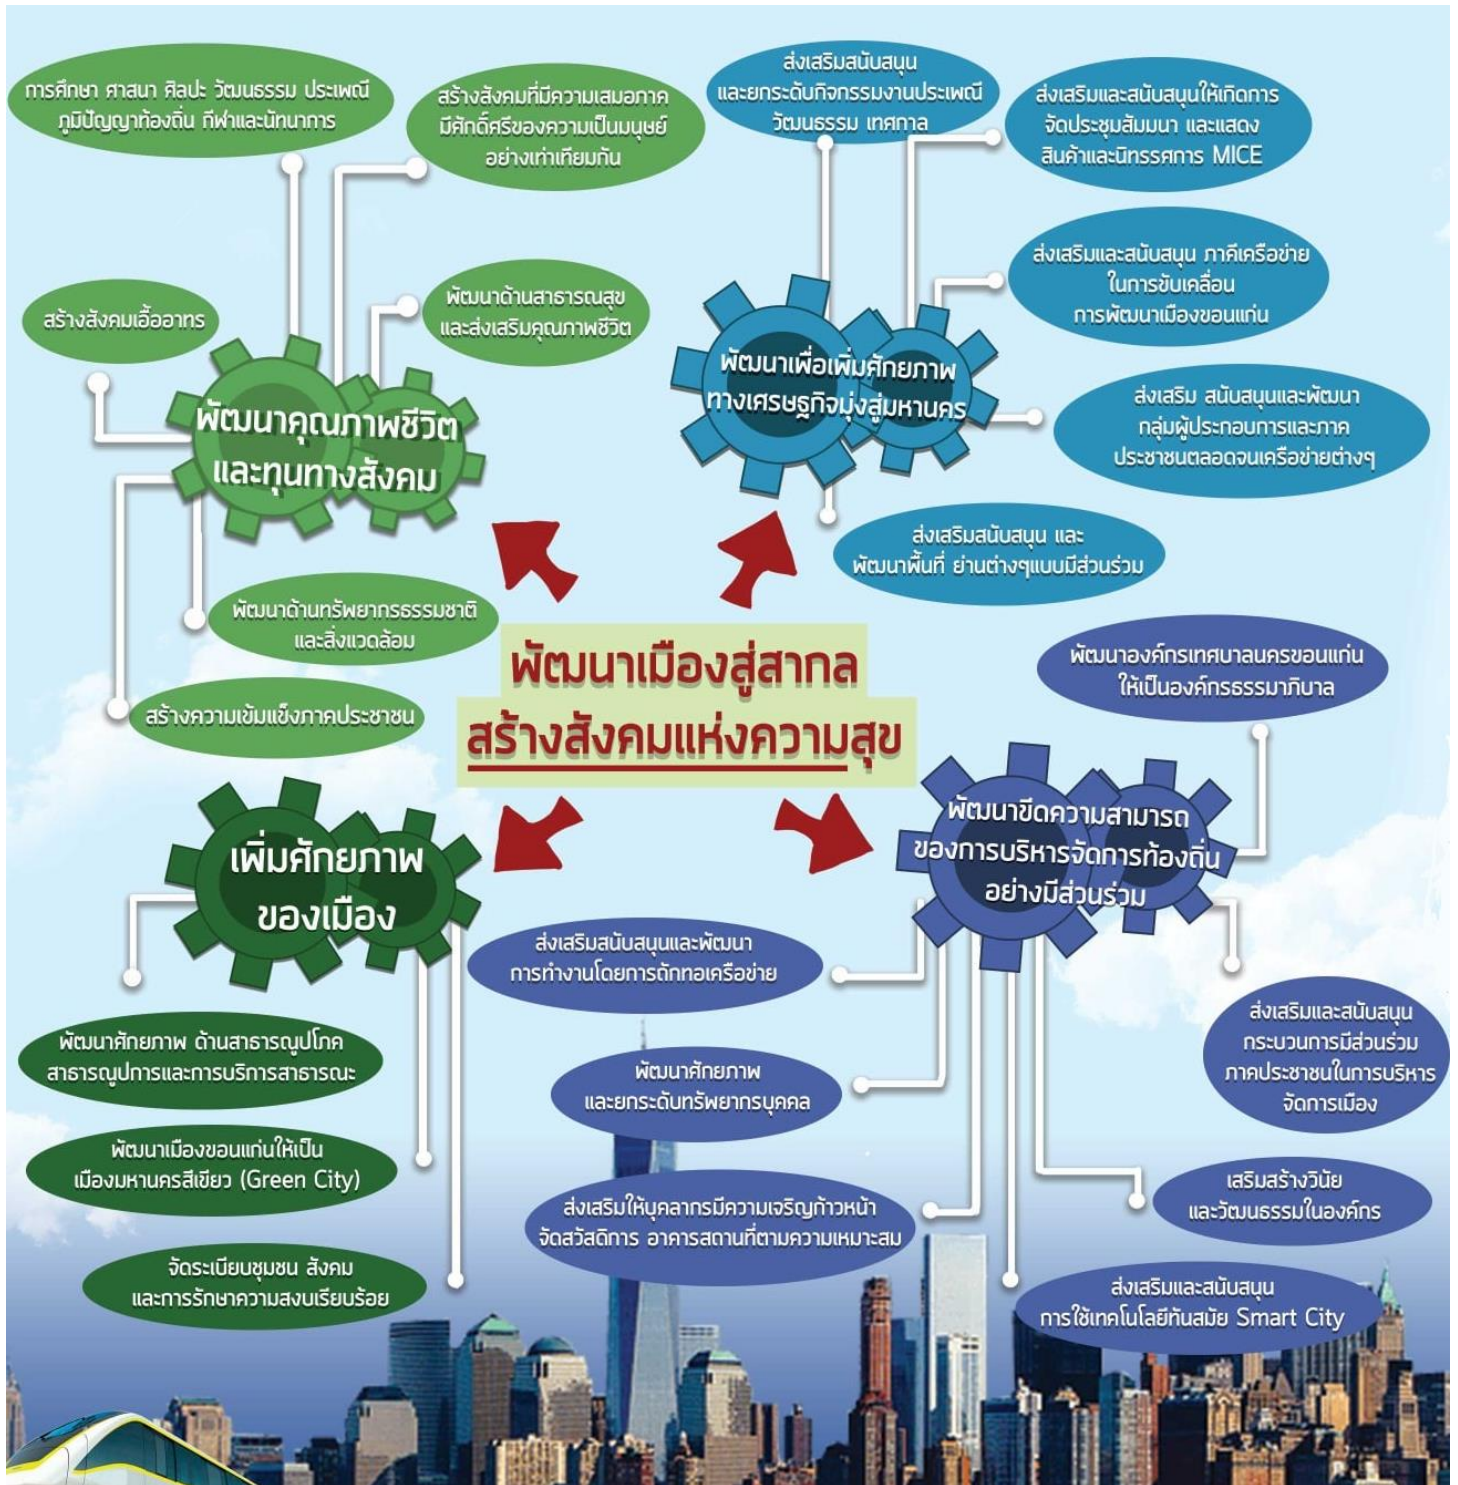 การศึกษา ศาสนา ศิลปะ วัฒนธรรม ประเพณี
ภูมิปัญญาท้องถิ่น กีฬาและนัทนาการ
สร้างสังคมที่มีความเสมอภาค
มีศักดิ์ศรีของความเป็นมนุษย์
อย่างเท่าเทียมกัน
สร้างสังคมเอื้ออาทร
พัฒนาด้านสาธารณสุข
และส่งเสริมคุณภาพชีวิต
พัฒนาคุณภาพชีวิต
และทุนทางสังคม
พัฒนาด้านทรัพยากรธรรมชาติ
และสิ่งแวดล้อม
สร้างความเข้มแข็งภาคประชาชน
ส่งเสริมสนับสนุน
และยกระดับกิจกรรมงานประเพณี
วัฒนธรรม เทศกาล
ส่งเสริมและสนับสนุนให้เกิดการ
จัดประชุมสัมมนา และแสดง
สินค้าและนิทรรศการ MICE
ส่งเสริมและสนับสนุน ภาคีเครือข่าย
ในการขับเคลื่อน
การพัฒนาเมืองขอนแก่น
พัฒนาเพื่อเพิ่มศักยภาพ
ทางเศรษฐกิจมุ่งสู่มหานคร
ส่งเสริม สนับสนุนและพัฒนา
กลุ่มผู้ประกอบการและภาค
ประชาชนตลอดจนเครือข่ายต่างๆ
ส่งเสริมสนับสนุน และ
พัฒนาพื้นที่ ย่านต่างๆแบบมีส่วนร่วม
พัฒนาเมืองสู่สากล
สร้างสังคมแห่งความสุข
เพิ่มศักยภาพ
ของเมือง
พัฒนาศักยภาพ ด้านสาธารณูปโภค
สาธารณูปการและการบริการสาธารณะ
พัฒนาเมืองขอนแก่นให้เป็น
เมืองมหานครสีเขียว (Green City)
จัดระเบียบชุมชน สังคม
และการรักษาความสงบเรียบร้อย
พัฒนาองค์กรเทศบาลนครขอนแก่น
ให้เป็นองค์กรธรรมาภิบาล
พัฒนาขีดความสามารถ
ของการบริหารจัดการท้องถิ่น
อย่างมีส่วนร่วม
ส่งเสริมสนับสนุนและพัฒนา
การทำงานโดยการถักทอเครือข่าย
พัฒนาศักยภาพ
และยกระดับทรัพยากรบุคคล
ส่งเสริมให้บุคลากรมีความเจริญก้าวหน้า
จัดสวัสดิการ อาคารสถานที่ตามความเหมาะสม
ส่งเสริมและสนับสนุน
กระบวนการมีส่วนร่วม
ภาคประชาชนในการบริหาร
จัดการเมือง
เสริมสร้างวินัย
และวัฒนธรรมในองค์กร
ส่งเสริมและสนับสนุน
การใช้เทคโนโลยีทันสมัย Smart City